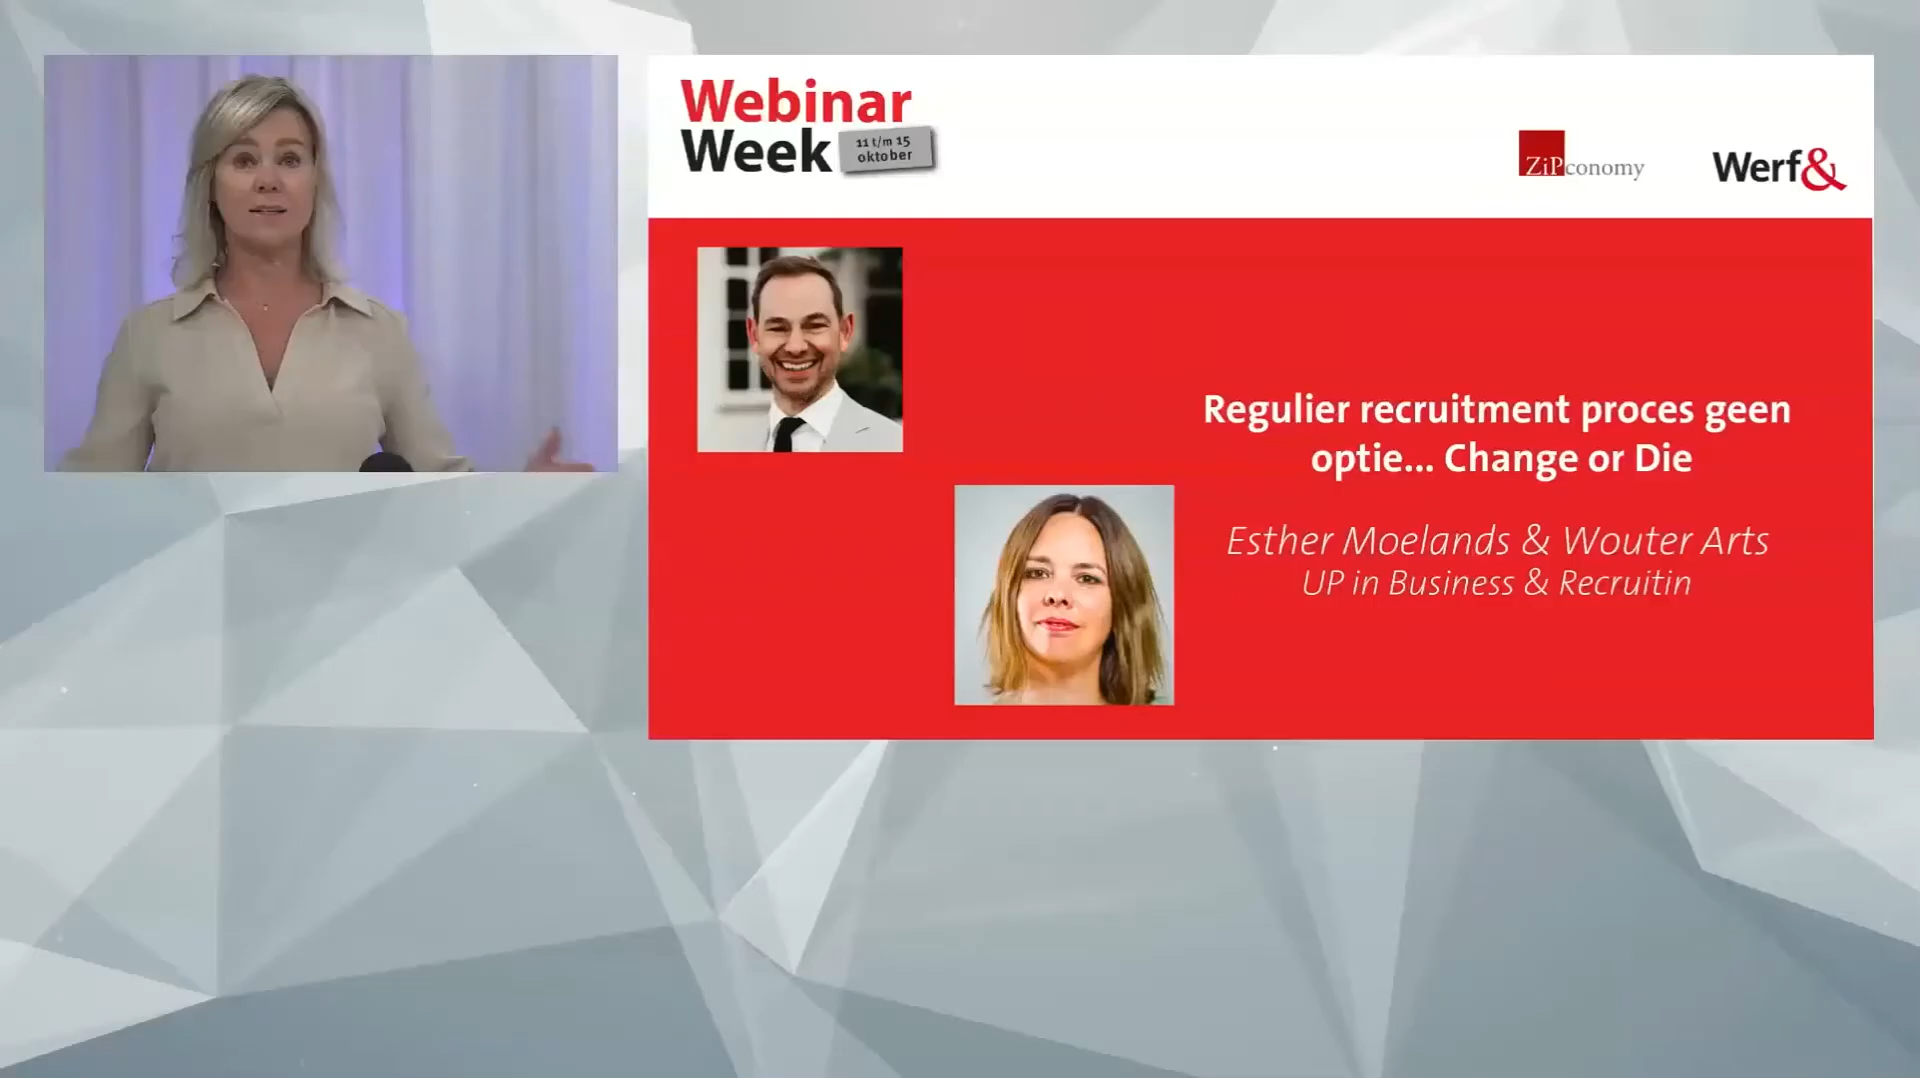 Webinar
Week
11 t/m 15
oktober
ZiPconomy
Werf&
Regulier recruitment proces geen
optie... Change or Die
Esther Moelands & Wouter Arts
UP in Business & Recruitin